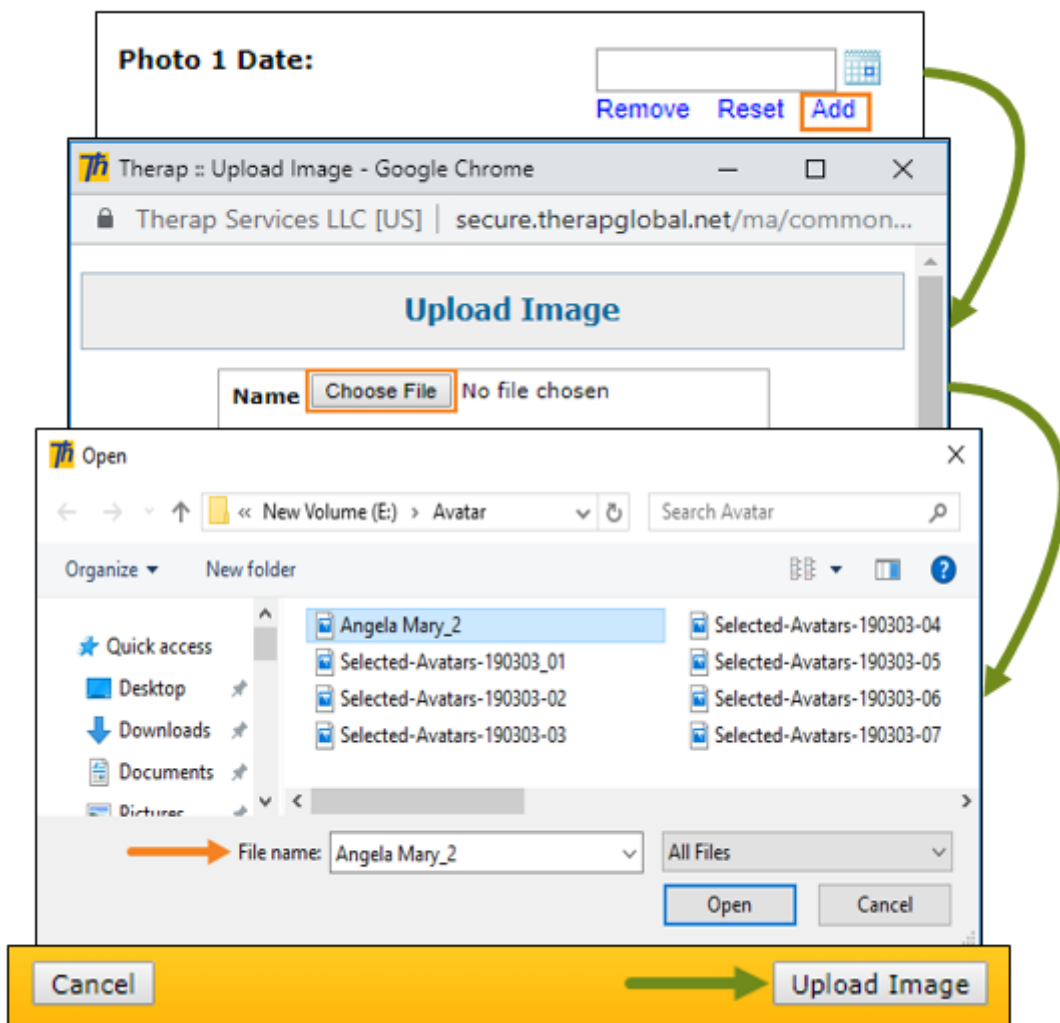 Photo 1 Date:
Remove Reset Add
Th Therap :: Upload Image - Google Chrome
Therap Services LLC [US] | secure.therapglobal.net/ma/common...
Upload Image
Name Choose File No file chosen
Th Open
« New Volume (E:) › Avatar Search Avatar
Organize New folder
Quick access
Desktop
Downloads
Documents
Pictures
Angela Mary_2
Selected-Avatars-190303_01
Selected-Avatars-190303-02
Selected-Avatars-190303-03
Selected-Avatars-190303-04
Selected-Avatars-190303-05
Selected-Avatars-190303-06
Selected-Avatars-190303-07
File name: Angela Mary_2 All Files
Open Cancel
Cancel Upload Image